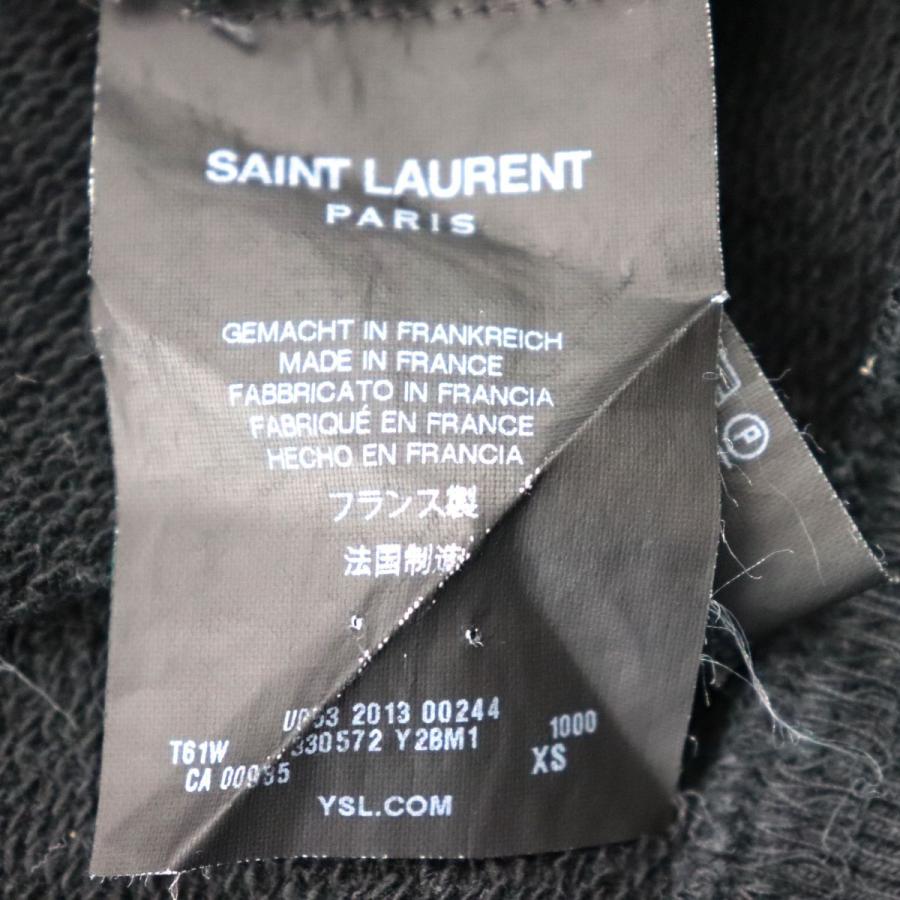 SAINT LAURENT
PARIS
GEMACHT IN FRANKREICH
MADE IN FRANCE
FABBRICATO IN FRANCIA
FABRIQUÉ EN FRANCE
HECHO EN FRANCIA
フランス製
法国制造
2013 00244
T61W 330572 Y2BM1 1000
CA XS
YSL.COM
P